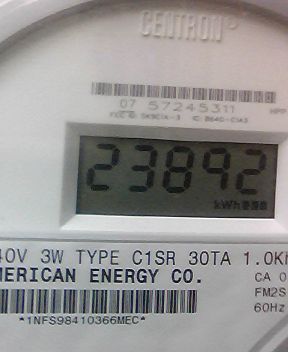 CENTRON®
07 57245311
23892
kWh
40V 3W TYPE C1SR 30TA 1.0Kh
MERICAN ENERGY CO.
CA 0
FM2S
60Hz
*1NFS98410366MEC*